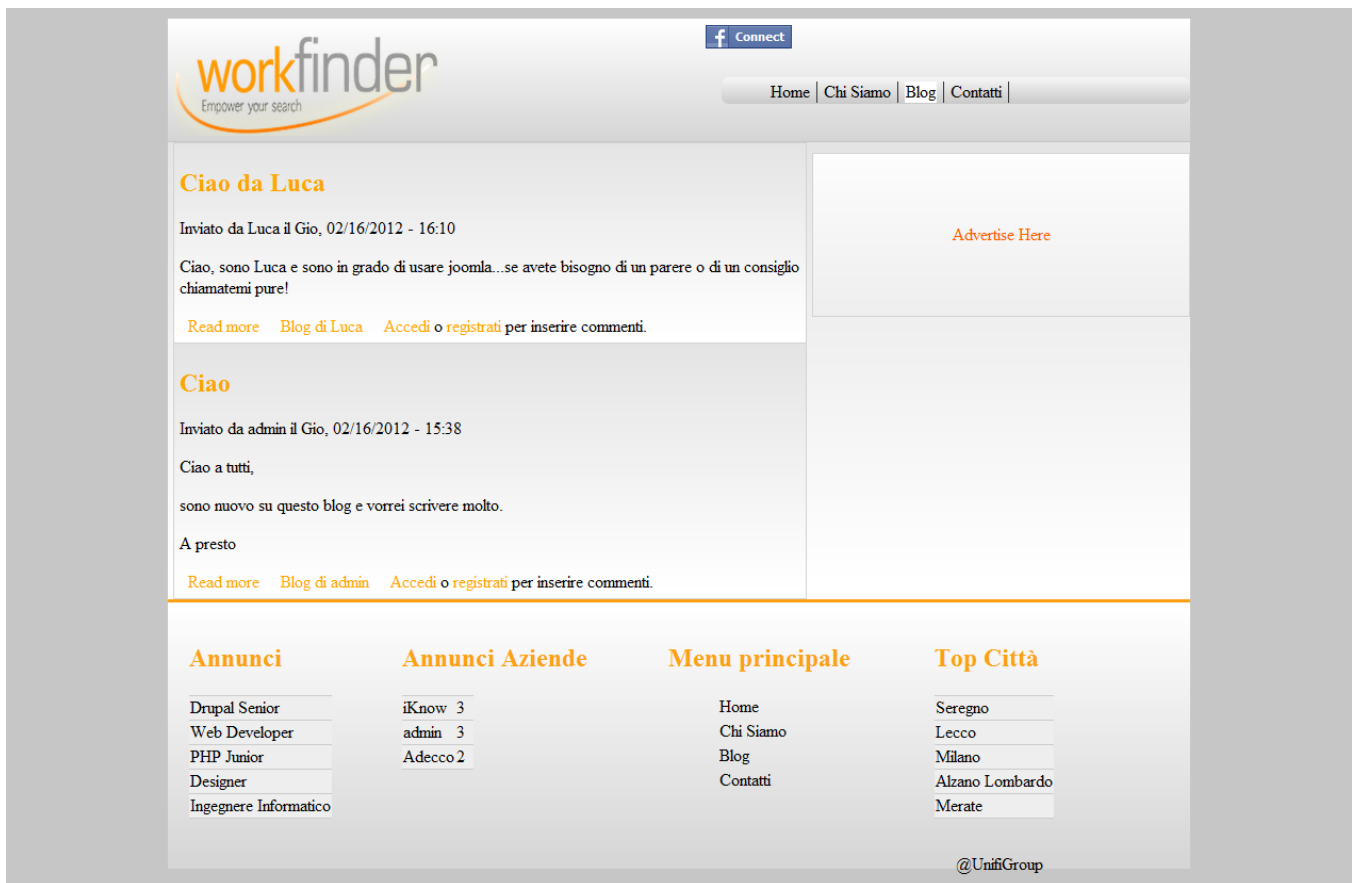 workfinder
Empower your search
f Connect
Home | Chi Siamo | Blog | Contatti |
Ciao da Luca
Inviato da Luca il Gio, 02/16/2012 - 16:10
Ciao, sono Luca e sono in grado di usare joomla...se avete bisogno di un parere o di un consiglio
chiamatemi pure!
Read more Blog di Luca Accedi o registrati per inserire commenti.
Advertise Here
Ciao
Inviato da admin il Gio, 02/16/2012 - 15:38
Ciao a tutti,
sono nuovo su questo blog e vorrei scrivere molto.
A presto
Read more Blog di admin Accedi o registrati per inserire commenti.
Annunci
Drupal Senior
Web Developer
PHP Junior
Designer
Ingegnere Informatico
Annunci Aziende
iKnow 3
admin 3
Adecco 2
Menu principale
Home
Chi Siamo
Blog
Contatti
Top Città
Seregno
Lecco
Milano
Alzano Lombardo
Merate
@UnifiGroup